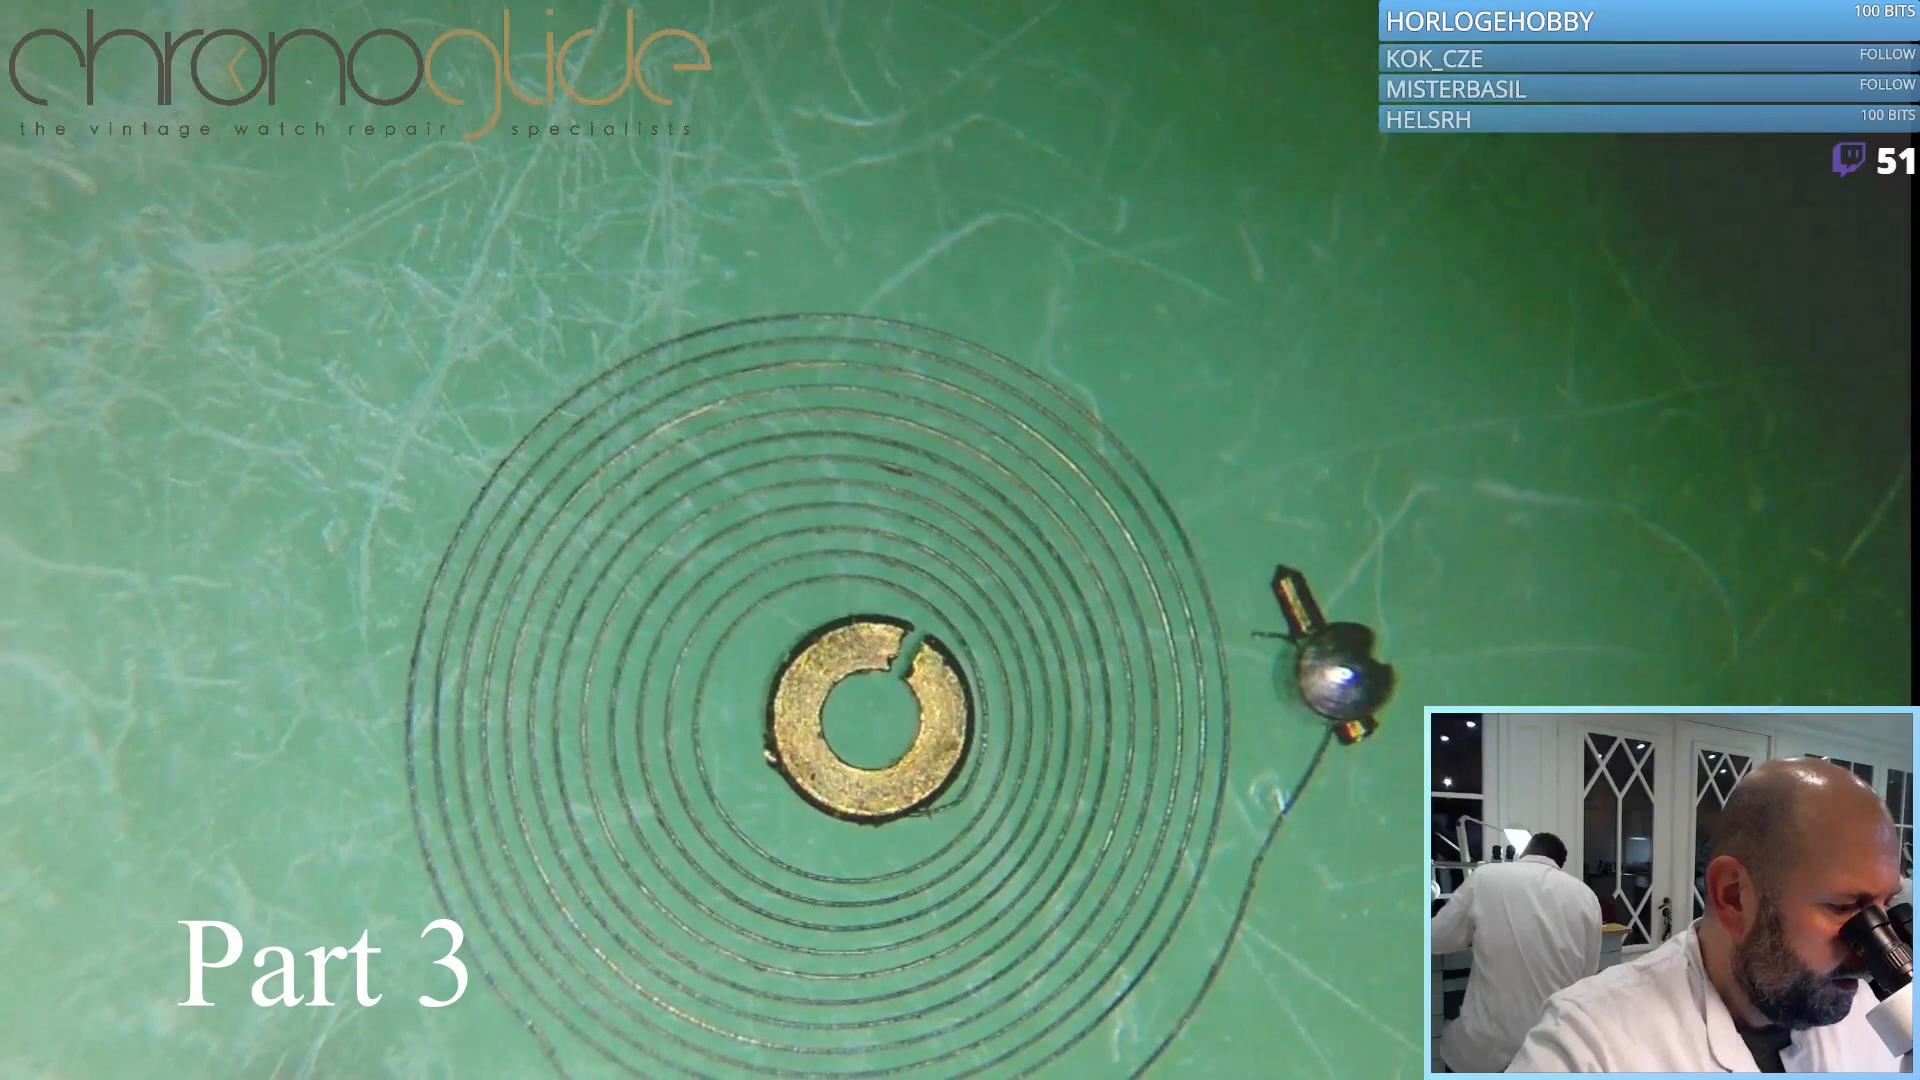 chronoglide
the vintage watch repair specialists
HORLOGEHOBBY 100 BITS
KOK_CZE FOLLOW
MISTERBASIL FOLLOW
HELSRH 100 BITS
51
Part 3